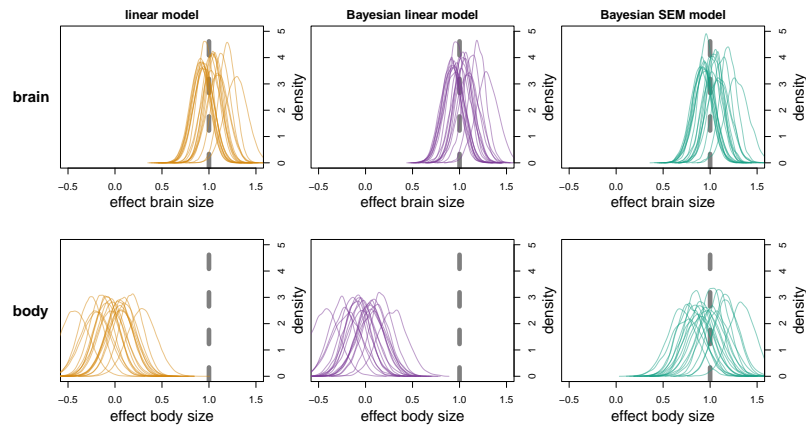 linear model
Bayesian linear model
Bayesian SEM model
brain
0 1 2 3 4 5
density
0 1 2 3 4 5
density
0 1 2 3 4 5
density
−0.5 0.0 0.5 1.0 1.5
−0.5 0.0 0.5 1.0 1.5
−0.5 0.0 0.5 1.0 1.5
effect brain size
effect brain size
effect brain size
body
0 1 2 3 4 5
density
0 1 2 3 4 5
density
0 1 2 3 4 5
density
−0.5 0.0 0.5 1.0 1.5
−0.5 0.0 0.5 1.0 1.5
−0.5 0.0 0.5 1.0 1.5
effect body size
effect body size
effect body size